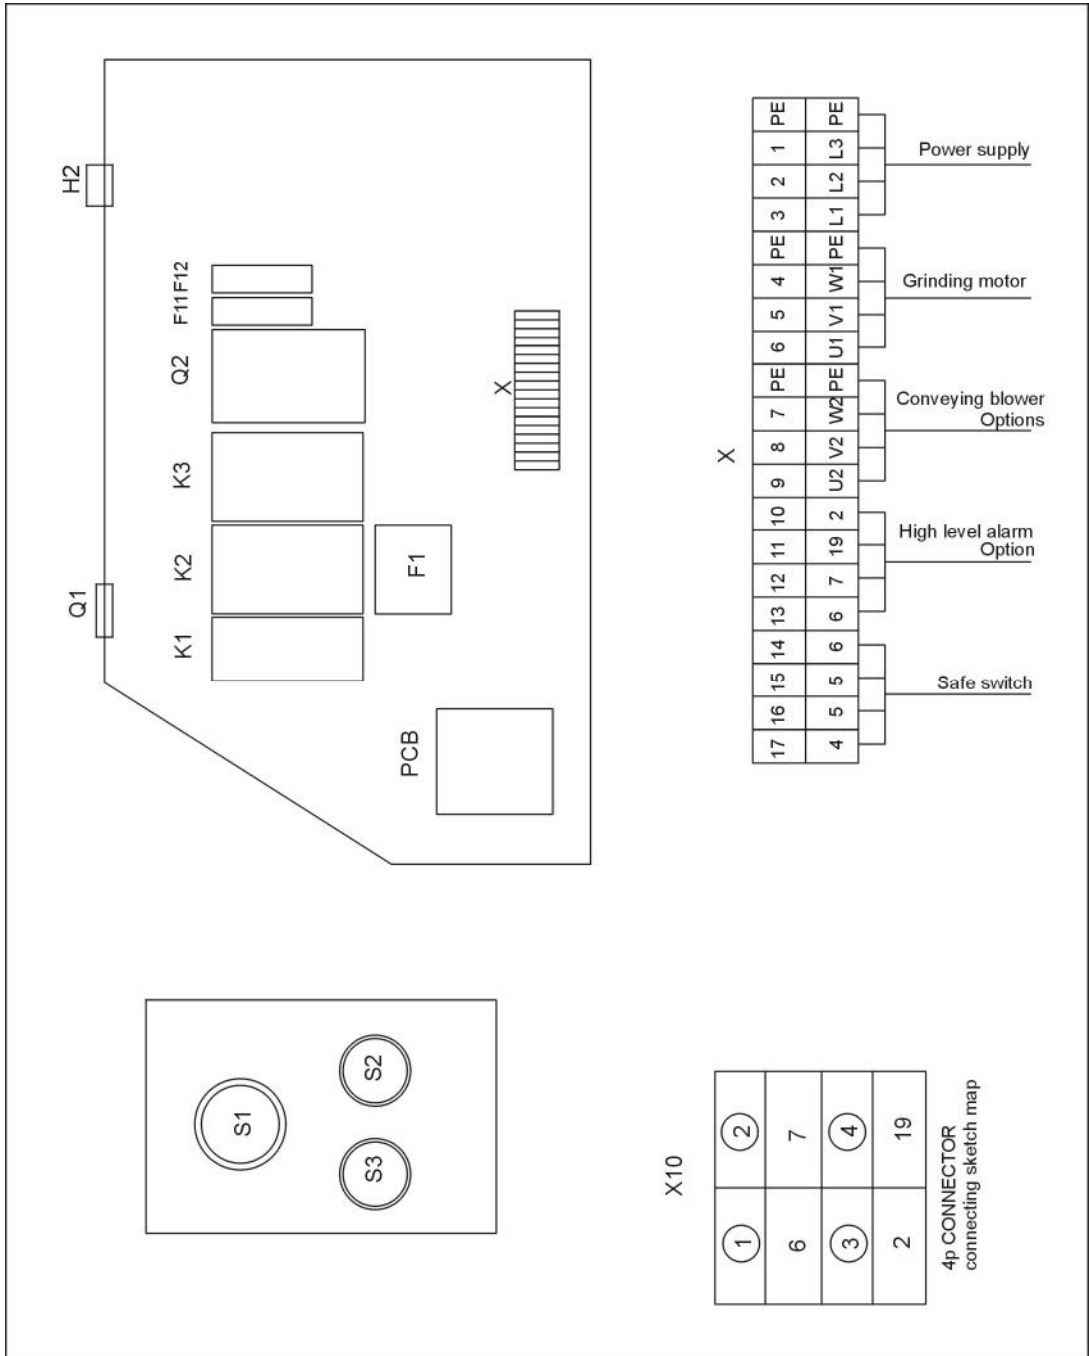 H2
Q1
F11F12
Q2
K3
K2
K1
F1
X
PCB
S1
S2
S3
X
PE PE
1 L3
2 L2
3 L1
PE PE
4 W1
5 V1
6 U1
PE PE
7 W2
8 V2
9 U2
10 2
11 19
12 7
13 6
14 6
15 5
16 5
17 4
Power supply
Grinding motor
Conveying blower
Options
High level alarm
Option
Safe switch
X10
1 2
6 7
3 4
2 19
4p CONNECTOR
connecting sketch map